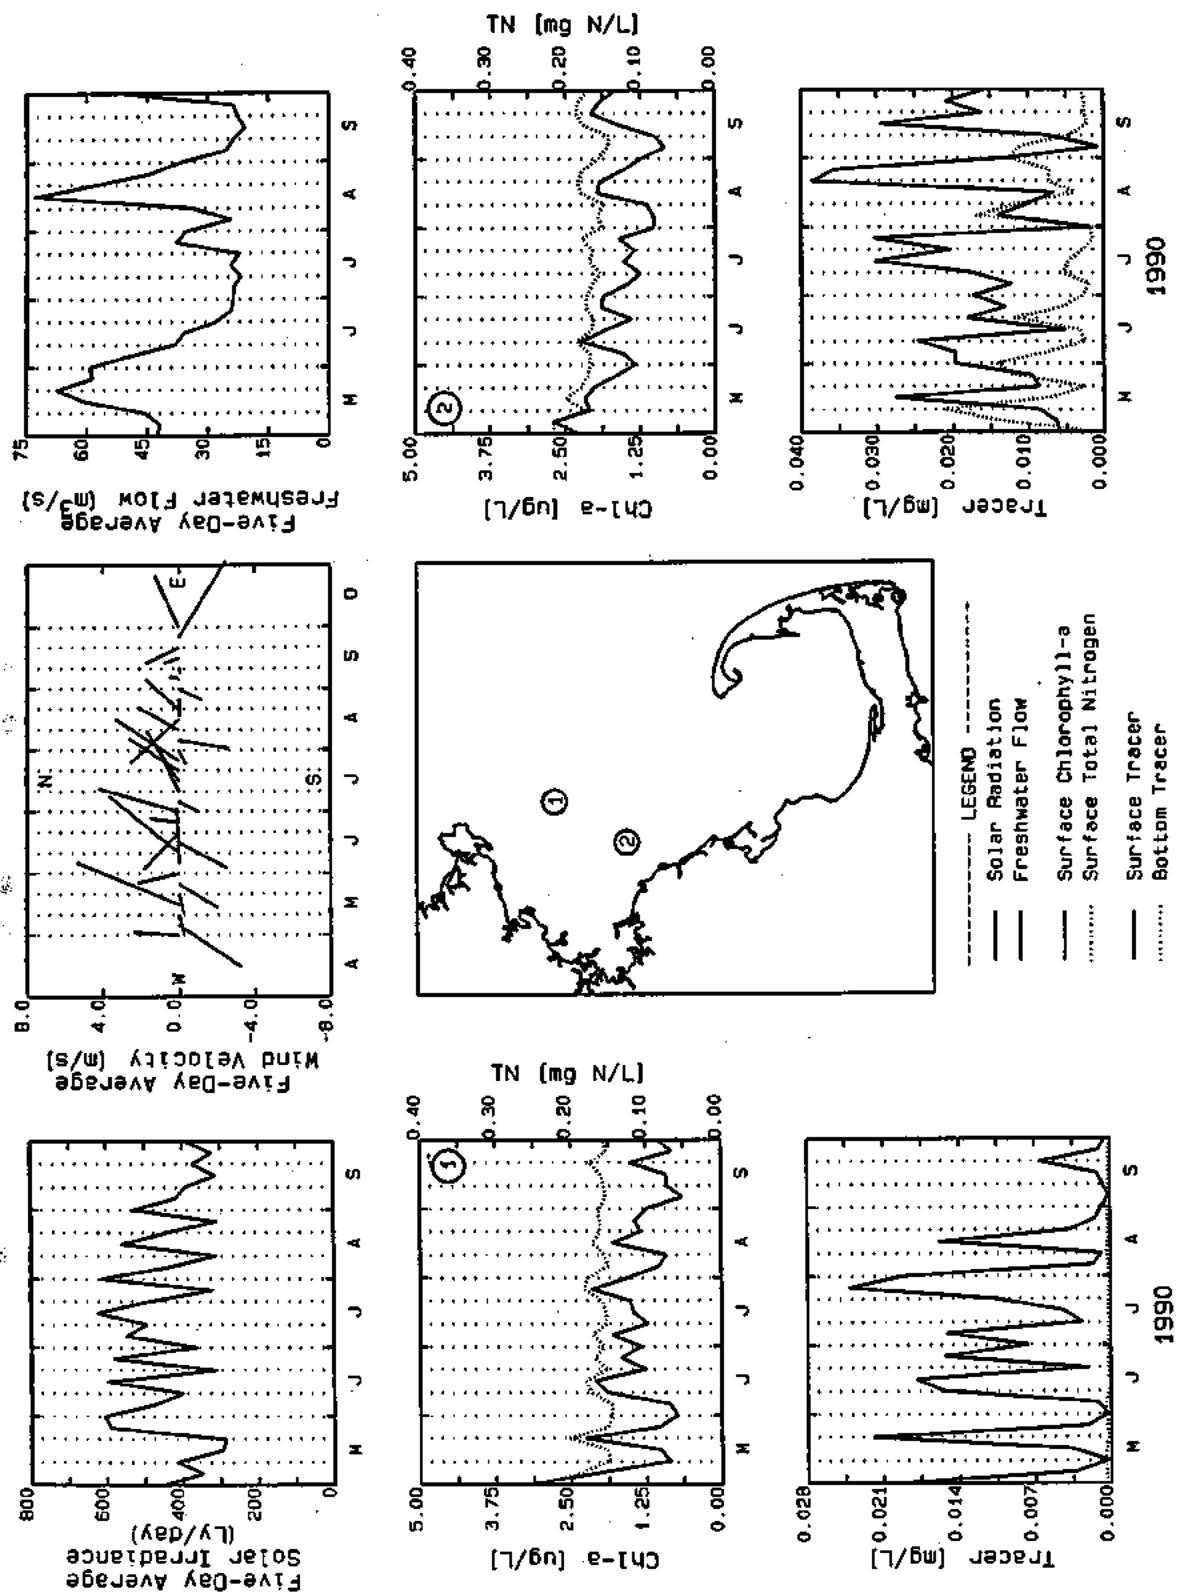 Five-Day Average
Solar Irradiance
(Ly/day)
800
600
400
200
0
M J J A S
Five-Day Average
Wind Velocity (m/s)
8.0
4.0
0.0
-4.0
-8.0
N
W
E
S
A M J J A S O
Five-Day Average
Freshwater Flow (m³/s)
75
60
45
30
15
0
M J J A S
Chl-a (ug/L)
5.00
3.75
2.50
1.25
0.00
1
TN (mg N/L)
0.40
0.30
0.20
0.10
0.00
M J J A S
1
2
Chl-a (ug/L)
5.00
3.75
2.50
1.25
0.00
2
TN (mg N/L)
0.40
0.30
0.20
0.10
0.00
M J J A S
Tracer (mg/L)
0.028
0.021
0.014
0.007
0.000
M J J A S
1990
LEGEND
Solar Radiation
Freshwater Flow
Surface Chlorophyll-a
Surface Total Nitrogen
Surface Tracer
Bottom Tracer
Tracer (mg/L)
0.040
0.030
0.020
0.010
0.000
M J J A S
1990